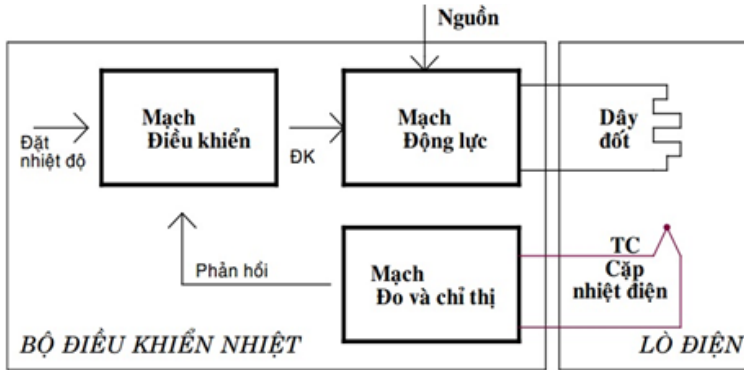 Nguồn
Mạch
Điều khiển
Mạch
Động lực
Dây
đốt
Đặt
nhiệt độ
ĐK
TC
Cặp
nhiệt điện
Phản hồi
Mạch
Đo và chỉ thị
BỘ ĐIỀU KHIỂN NHIỆT
LÒ ĐIỆN